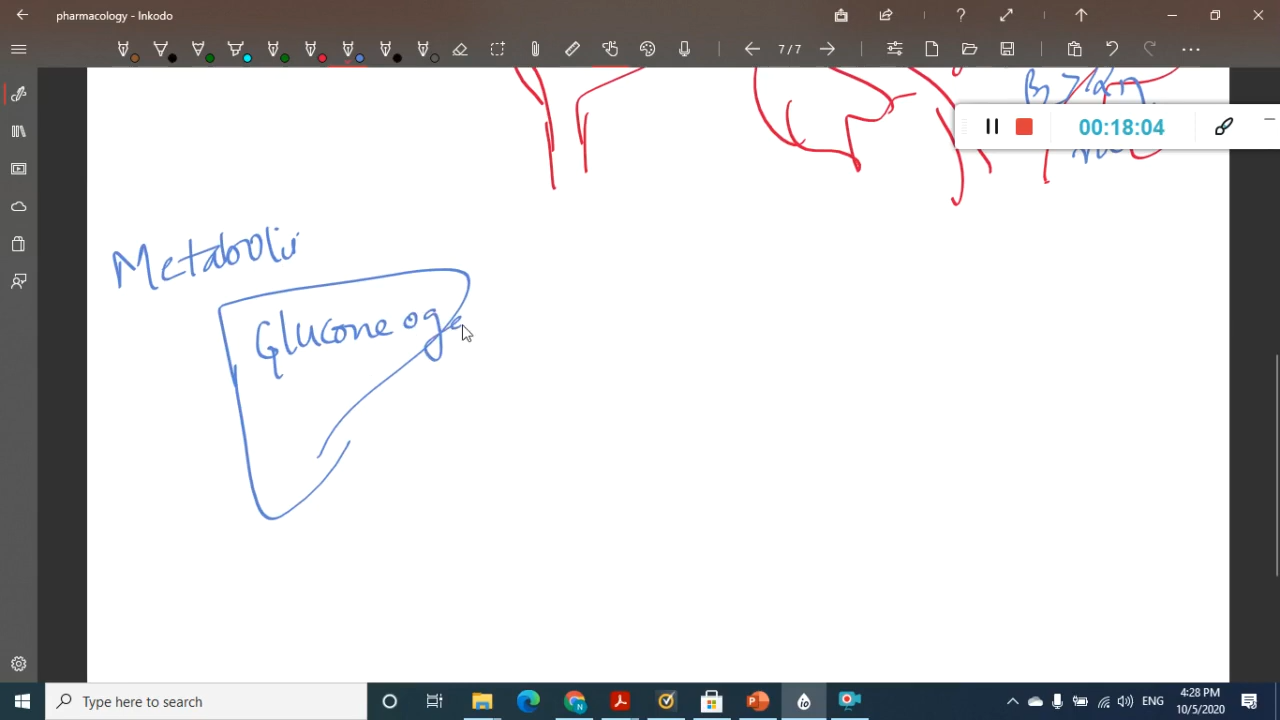 pharmacology - Inkodo
7/7
00:18:04
Metabolic
Gluconeoge
Type here to search
ENG
4:28 PM
10/5/2020